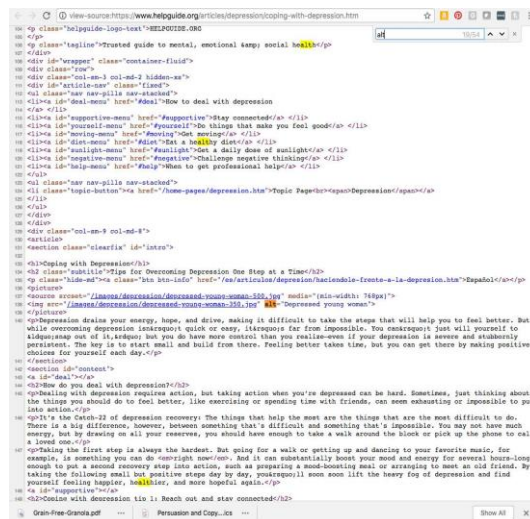 view-source:https://www.helpguide.org/articles/depression/coping-with-depression.htm
alt 19/54
<p class="helpguide-logo-text">HELPGUIDE.ORG
</p>
<p class="tagline">Trusted guide to mental, emotional &amp; social health</p>
</div>
<div id="wrapper" class="container-fluid">
<div class="row">
<div class="col-sm-3 col-md-2 hidden-xs">
<div id="article-nav" class="fixed">
<ul class="nav nav-pills nav-stacked">
<li><a id="deal-menu" href="#deal">How to deal with depression
</a> </li>
<li><a id="supportive-menu" href="#supportive">Stay connected</a> </li>
<li><a id="yourself-menu" href="#yourself">Do things that make you feel good</a> </li>
<li><a id="moving-menu" href="#moving">Get moving</a> </li>
<li><a id="diet-menu" href="#diet">Eat a healthy diet</a> </li>
<li><a id="sunlight-menu" href="#sunlight">Get a daily dose of sunlight</a> </li>
<li><a id="negative-menu" href="#negative">Challenge negative thinking</a> </li>
<li><a id="help-menu" href="#help">When to get professional help</a> </li>
</ul>
<ul class="nav nav-pills nav-stacked">
<li class="topic-button"><a href="/home-pages/depression.htm">Topic Page<br><span>Depression</span></a>
</li>
</ul>
</div>
</div>
<div class="col-sm-9 col-md-8">
<article>
<section class="clearfix" id="intro">
<h1>Coping with Depression</h1>
<h2 class="subtitle">Tips for Overcoming Depression One Step at a Time</h2>
<p class="hide-md"><a class="btn btn-info" href="/es/articulos/depresion/haciendole-frente-a-la-depresion.htm">Español</a></p>
<picture>
<source srcset="/images/depression/depressed-young-woman-500.jpg" media="(min-width: 768px)">
<img src="/images/depression/depressed-young-woman-350.jpg" alt="Depressed young woman">
</picture>
<p>Depression drains your energy, hope, and drive, making it difficult to take the steps that will help you to feel better. But
while overcoming depression isn&rsquo;t quick or easy, it&rsquo;s far from impossible. You can&rsquo;t just will yourself to
&ldquo;snap out of it,&rdquo; but you do have more control than you realize—even if your depression is severe and stubbornly
persistent. The key is to start small and build from there. Feeling better takes time, but you can get there by making positive
choices for yourself each day.</p>
</section>
<section id="content">
<a id="deal"></a>
<h2>How do you deal with depression?</h2>
<p>Dealing with depression requires action, but taking action when you're depressed can be hard. Sometimes, just thinking about
the things you should do to feel better, like exercising or spending time with friends, can seem exhausting or impossible to put
into action.</p>
<p>It's the Catch-22 of depression recovery: The things that help the most are the things that are the most difficult to do.
There is a big difference, however, between something that's difficult and something that's impossible. You may not have much
energy, but by drawing on all your reserves, you should have enough to take a walk around the block or pick up the phone to cal
a loved one.</p>
<p>Taking the first step is always the hardest. But going for a walk or getting up and dancing to your favorite music, for
example, is something you can do <em>right now</em>. And it can substantially boost your mood and energy for several hours—long
enough to put a second recovery step into action, such as preparing a mood-boosting meal or arranging to meet an old friend. By
taking the following small but positive steps day by day, you&rsquo;ll soon soon lift the heavy fog of depression and find
yourself feeling happier, healthier, and more hopeful again.</p>
<a id="supportive"></a>
<h2>Coping with depression tip 1: Reach out and stay connected</h2>
Grain-Free-Granola.pdf Persuasion and Copy...ics Show All